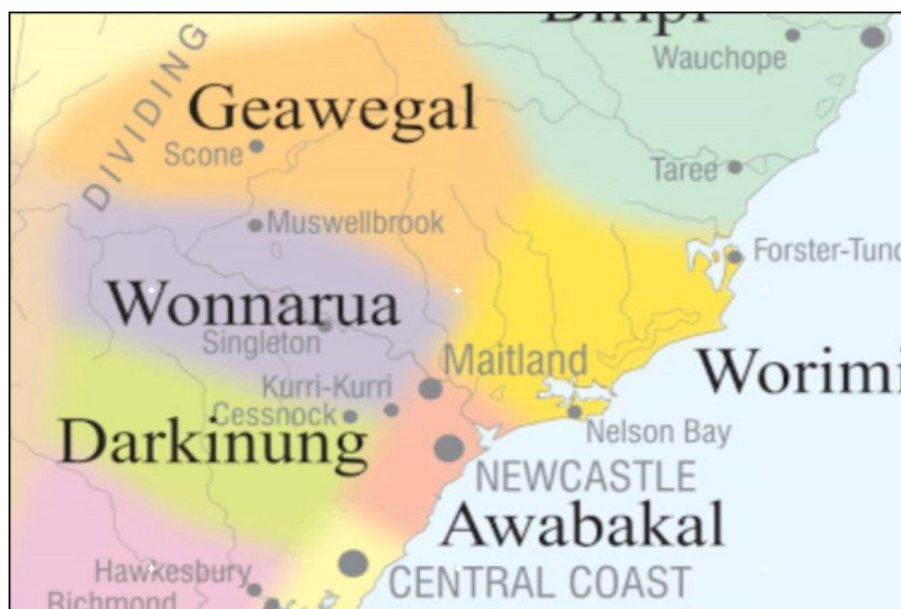 Biripi
Wauchope
DIVIDING
Geawegal
Scone
Taree
Muswellbrook
Forster-Tunc
Wonnarua
Singleton
Maitland
Worimi
Kurri-Kurri
Cessnock
Darkinung
Nelson Bay
NEWCASTLE
Awabakal
Hawkesbury
CENTRAL COAST
Richmond